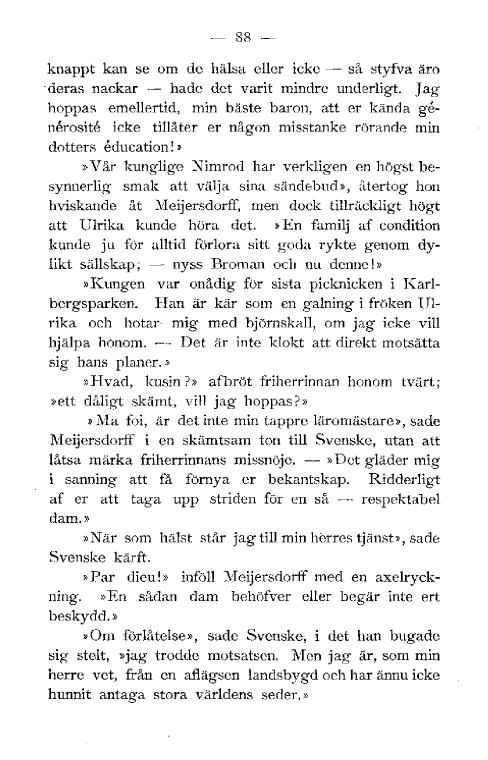 — 88 —
knappt kan se om de hälsa eller icke — så styfva äro
deras nackar — hade det varit mindre underligt. Jag
hoppas emellertid, min bäste baron, att er kända gé-
nérosité icke tillåter er någon misstanke rörande min
dotters éducation!»
»Vår kunglige Nimrod har verkligen en högst be-
synnerlig smak att välja sina sändebud», återtog hon
hviskande åt Meijersdorff, men dock tillräckligt högt
att Ulrika kunde höra det. »En familj af condition
kunde ju för alltid förlora sitt goda rykte genom dy-
likt sällskap; — nyss Broman och nu denne!»
»Kungen var onådig för sista picknicken i Karl-
bergsparken. Han är kär som en galning i fröken Ul-
rika och hotar mig med björnskall, om jag icke vill
hjälpa honom. — Det är inte klokt att direkt motsätta
sig hans planer.»
»Hvad, kusin?» afbröt friherrinnan honom tvärt;
»ett dåligt skämt, vill jag hoppas?»
»Ma foi, är det inte min tappre läromästare», sade
Meijersdorff i en skämtsam ton till Svenske, utan att
låtsa märka friherrinnans missnöje. — »Det gläder mig
i sanning att få förnya er bekantskap. Ridderligt
af er att taga upp striden för en så — respektabel
dam.»
»När som hälst står jag till min herres tjänst», sade
Svenske kärft.
»Par dieu!» inföll Meijersdorff med en axelryck-
ning. »En sådan dam behöfver eller begär inte ert
beskydd.»
»Om förlåtelse», sade Svenske, i det han bugade
sig stelt, »jag trodde motsatsen. Men jag är, som min
herre vet, från en aflägsen landsbygd och har ännu icke
hunnit antaga stora världens seder.»